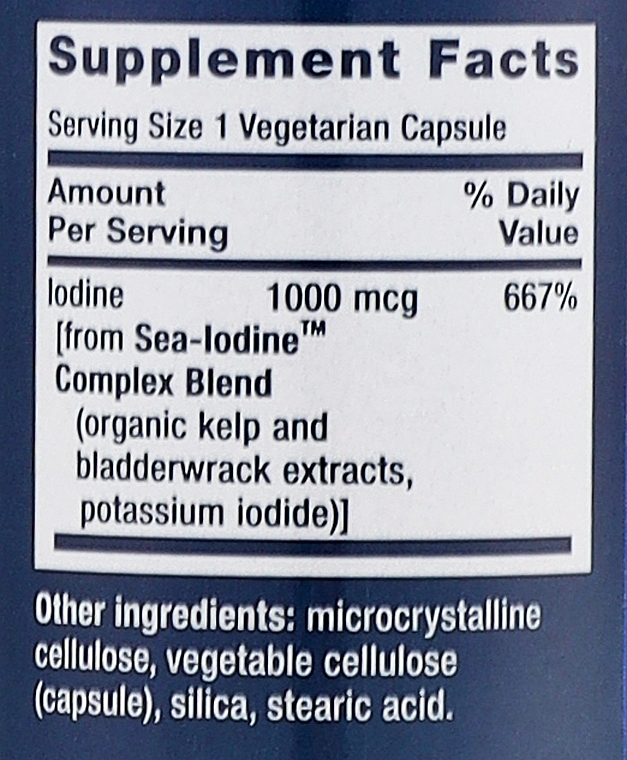 Supplement Facts
Serving Size 1 Vegetarian Capsule
Amount % Daily
Per Serving Value
Iodine 1000 mcg 667%
[from Sea-Iodine™
Complex Blend
(organic kelp and
bladderwrack extracts,
potassium iodide)]
Other ingredients: microcrystalline
cellulose, vegetable cellulose
(capsule), silica, stearic acid.